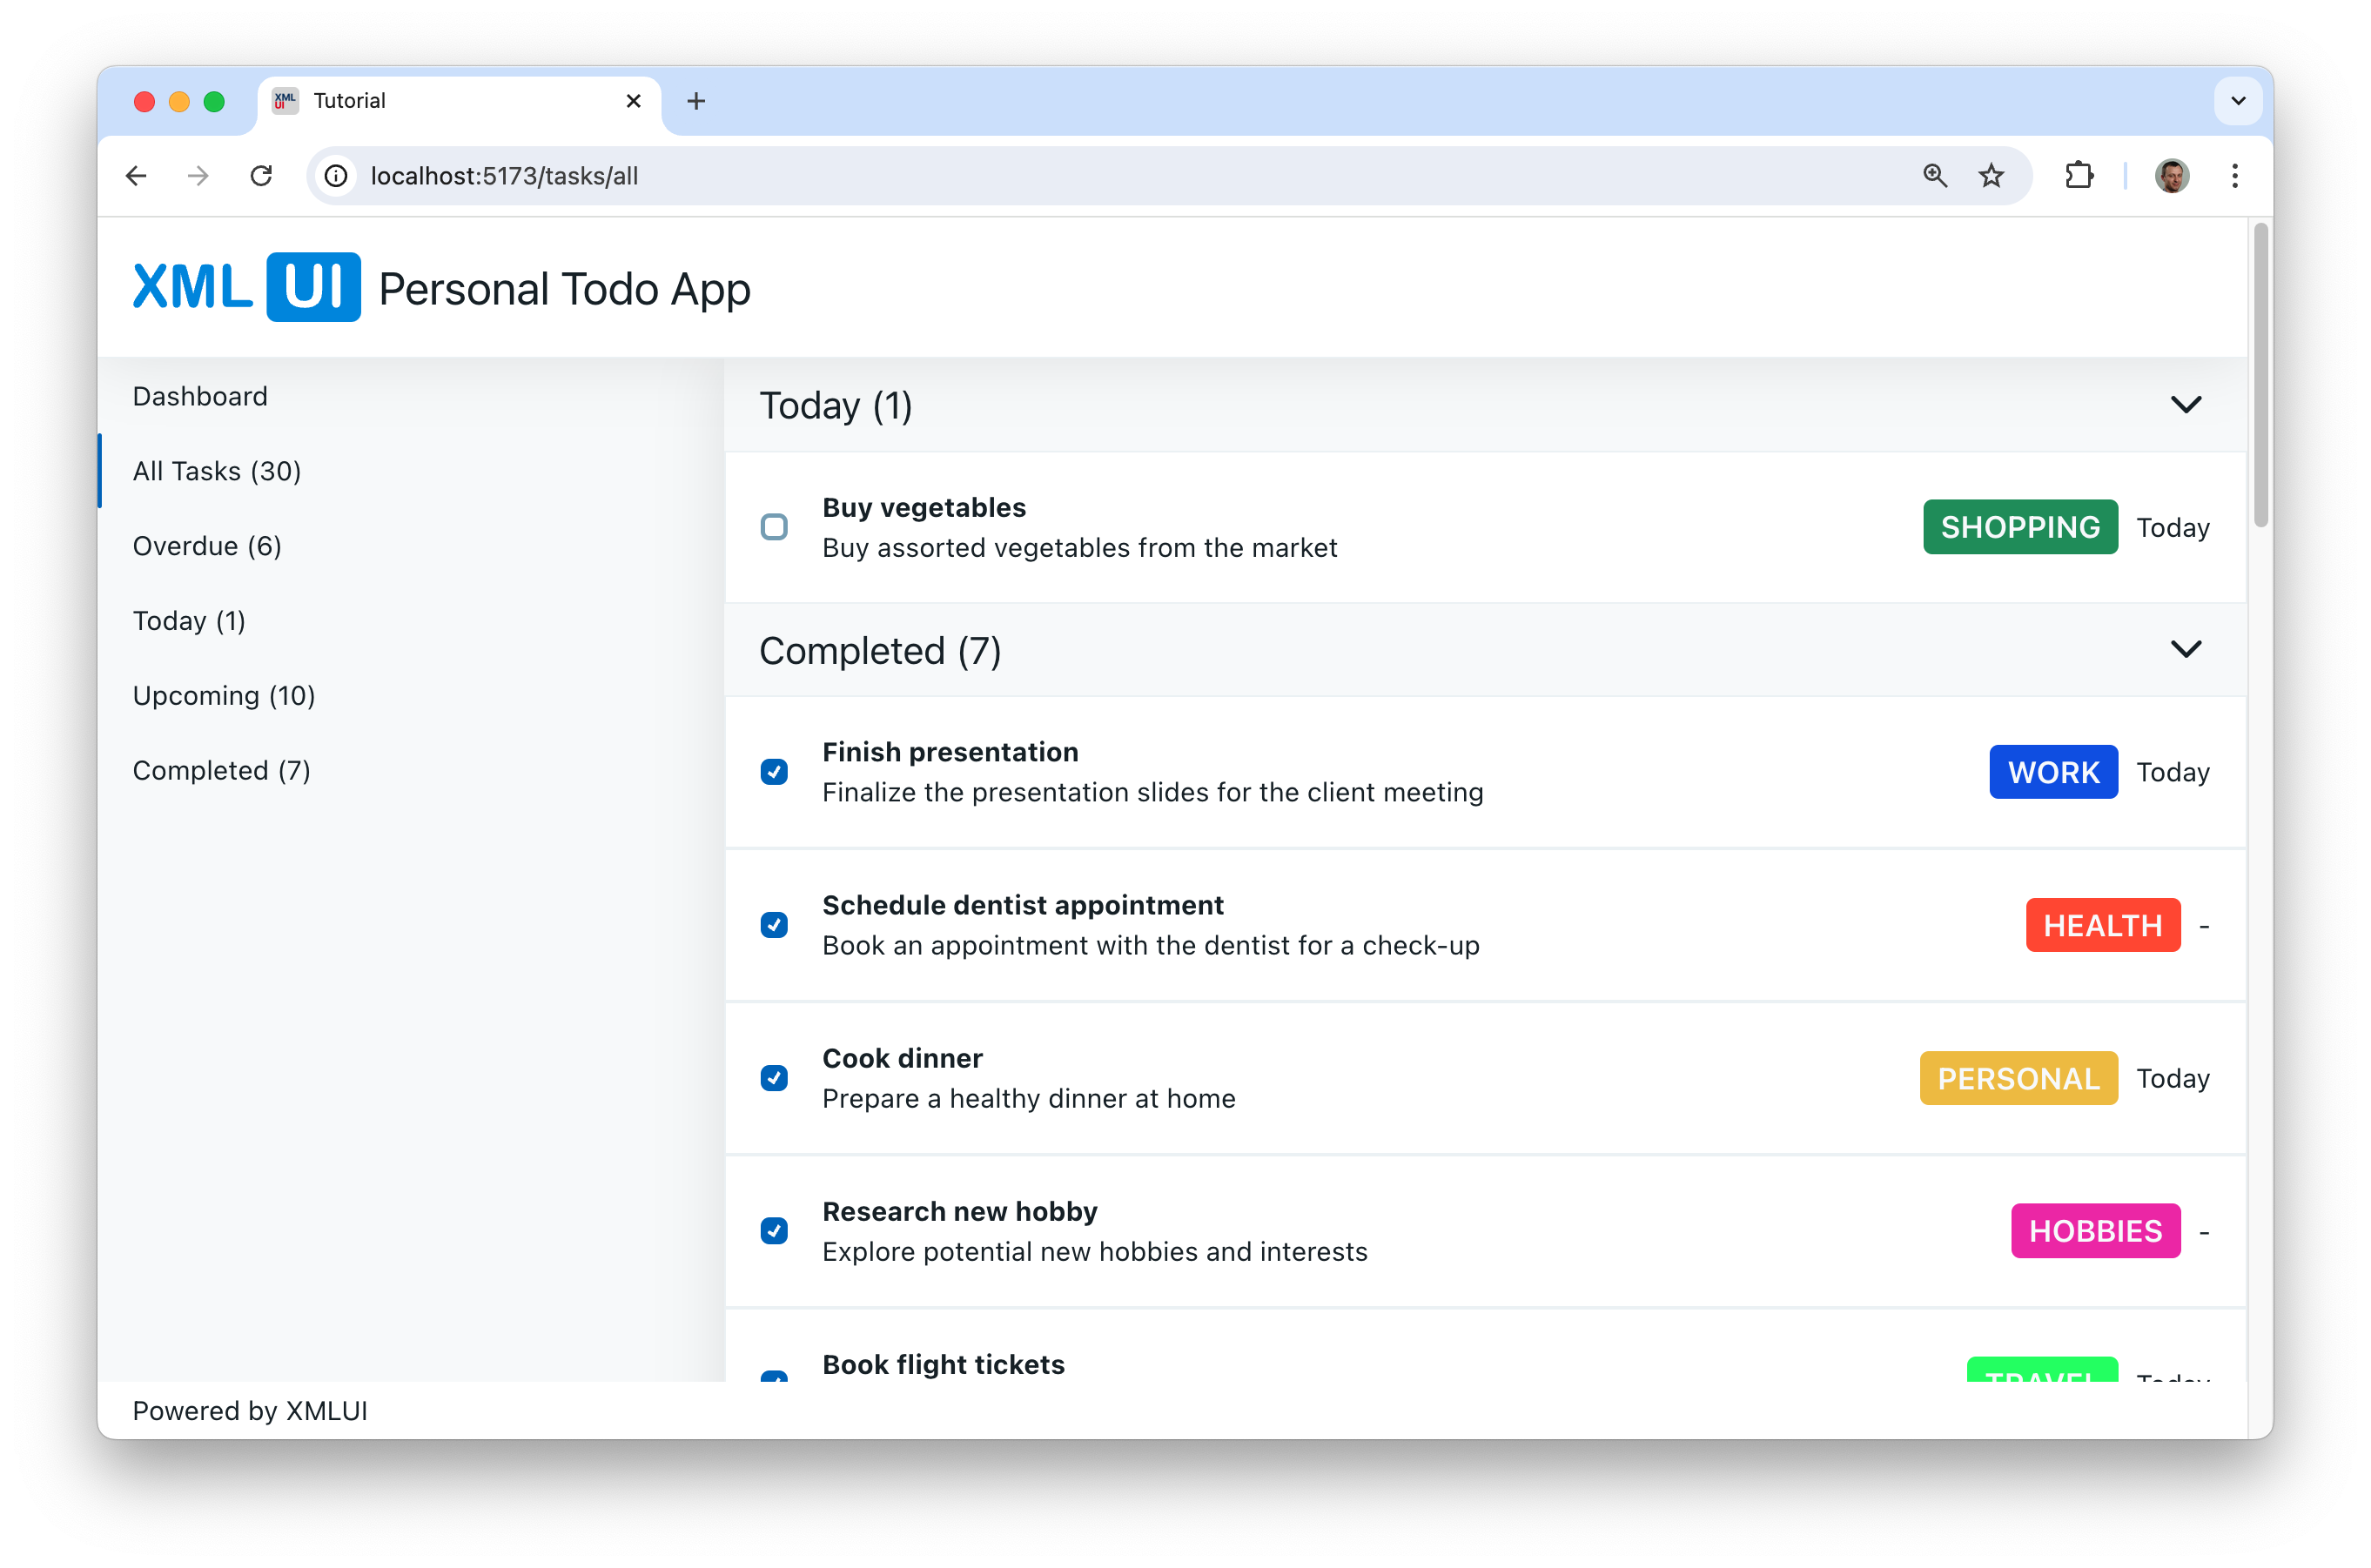 XML UI Tutorial
localhost:5173/tasks/all
XML UI Personal Todo App
Dashboard
All Tasks (30)
Overdue (6)
Today (1)
Upcoming (10)
Completed (7)
Today (1)
Buy vegetables
Buy assorted vegetables from the market
SHOPPING Today
Completed (7)
Finish presentation
Finalize the presentation slides for the client meeting
WORK Today
Schedule dentist appointment
Book an appointment with the dentist for a check-up
HEALTH -
Cook dinner
Prepare a healthy dinner at home
PERSONAL Today
Research new hobby
Explore potential new hobbies and interests
HOBBIES -
Book flight tickets
TRAVEL Today
Powered by XMLUI